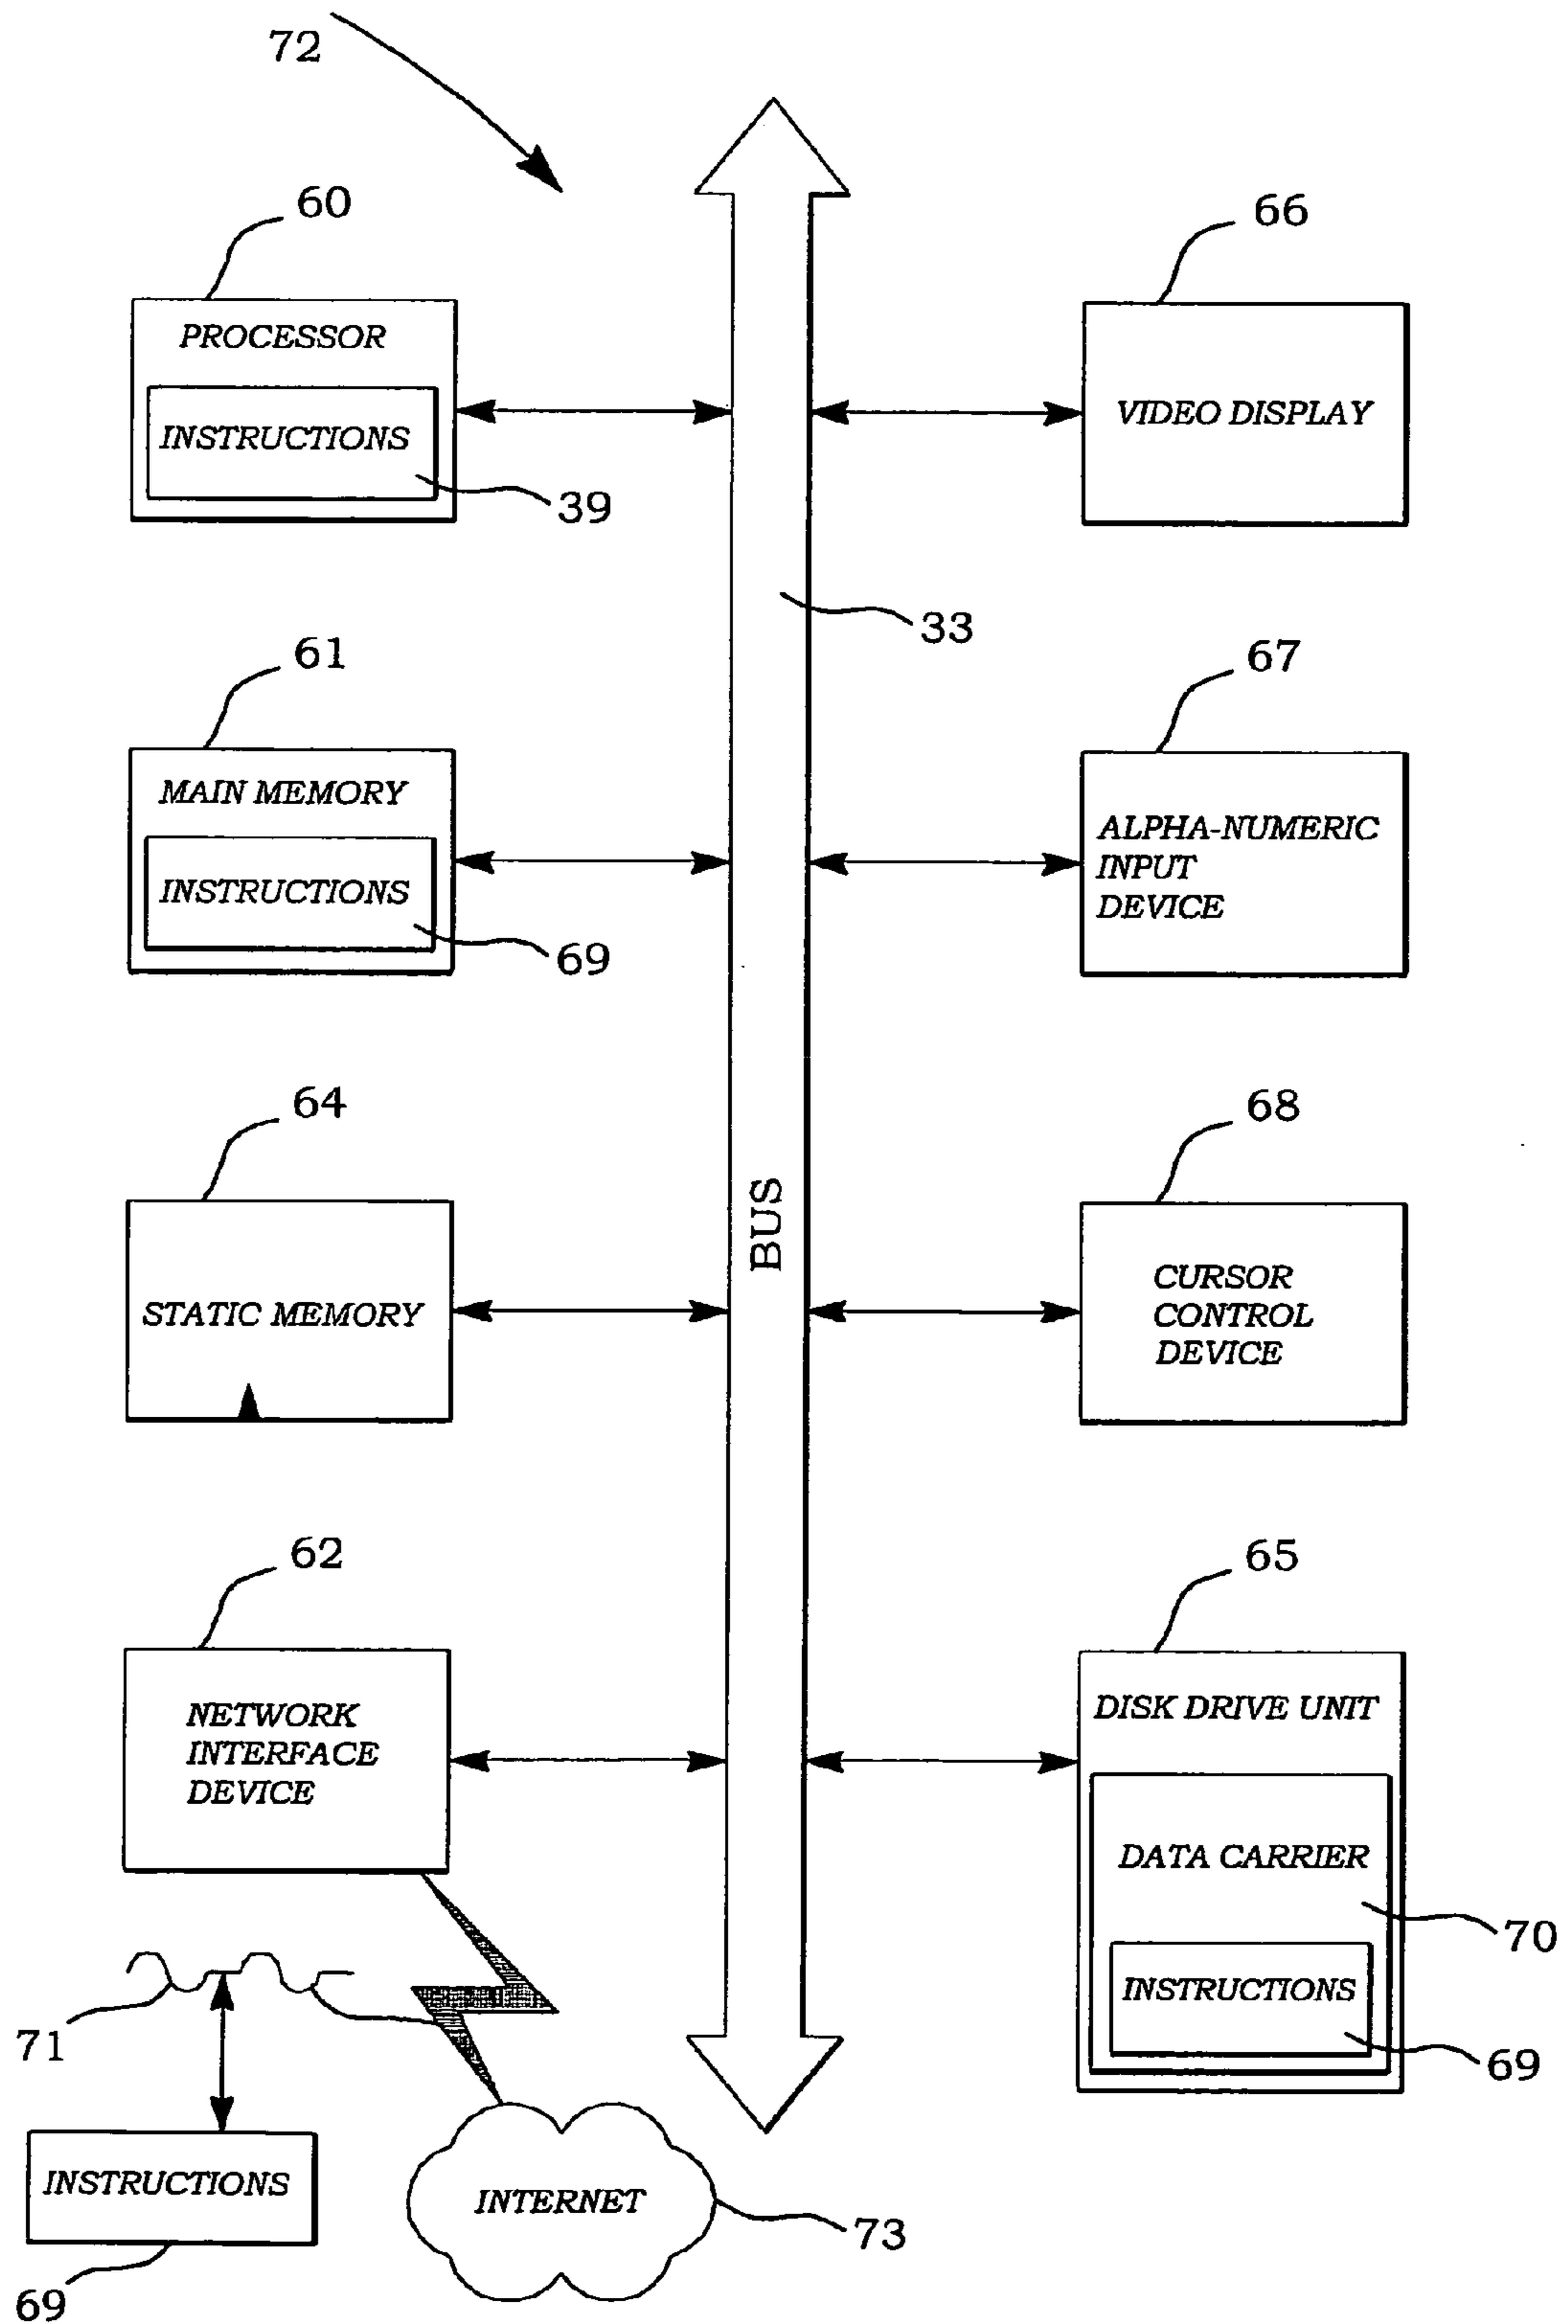 72
60
PROCESSOR
INSTRUCTIONS
39
66
VIDEO DISPLAY
33
61
MAIN MEMORY
INSTRUCTIONS
69
67
ALPHA-NUMERIC
INPUT
DEVICE
64
STATIC MEMORY
BUS
68
CURSOR
CONTROL
DEVICE
62
NETWORK
INTERFACE
DEVICE
65
DISK DRIVE UNIT
DATA CARRIER
70
INSTRUCTIONS
69
71
INSTRUCTIONS
69
INTERNET
73